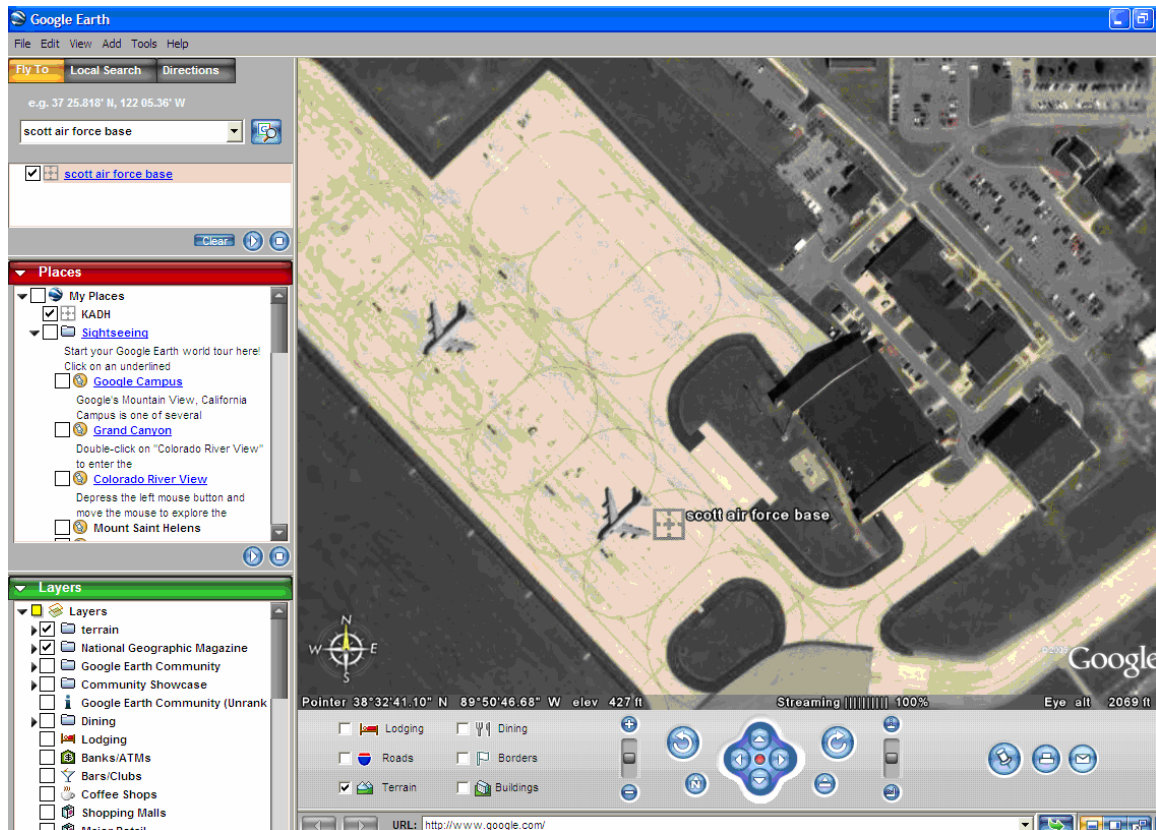 Google Earth
File Edit View Add Tools Help
Fly To Local Search Directions
e.g. 37 25.818' N, 122 05.36' W
scott air force base
scott air force base
Clear
Places
My Places
KADH
Sightseeing
Start your Google Earth world tour here!
Click on an underlined
Google Campus
Google's Mountain View, California
Campus is one of several
Grand Canyon
Double-click on "Colorado River View"
to enter the
Colorado River View
Depress the left mouse button and
move the mouse to explore the
Mount Saint Helens
Layers
Layers
terrain
National Geographic Magazine
Google Earth Community
Community Showcase
Google Earth Community (Unrank
Dining
Lodging
Banks/ATMs
Bars/Clubs
Coffee Shops
Shopping Malls
Major Retail
scott air force base
N
W E
S
Google
Pointer 38°32'41.10" N 89°50'46.68" W elev 427 ft Streaming |||||||||| 100% Eye alt 2069 ft
Lodging Dining
Roads Borders
Terrain Buildings
N
URL: http://www.google.com/